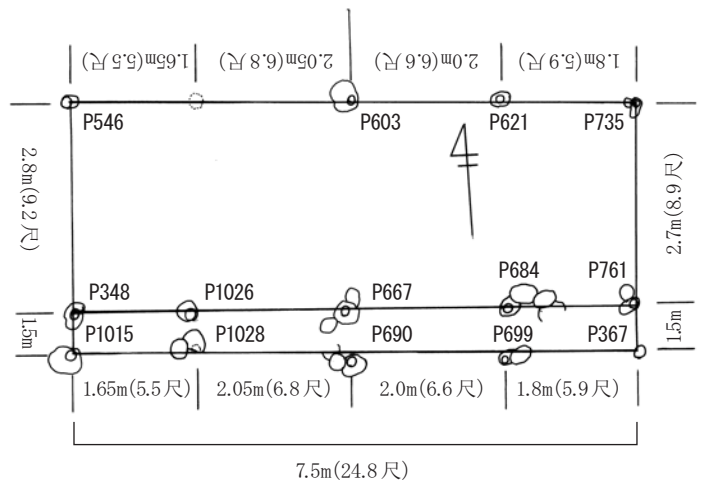 1.65m(5.5尺)
2.05m(6.8尺)
2.0m(6.6尺)
1.8m(5.9尺)
P546
P603
P621
P735
2.8m(9.2尺)
2.7m(8.9尺)
P348
P1026
P667
P684
P761
1.5m
1.5m
P1015
P1028
P690
P699
P367
1.65m(5.5尺)
2.05m(6.8尺)
2.0m(6.6尺)
1.8m(5.9尺)
7.5m(24.8尺)